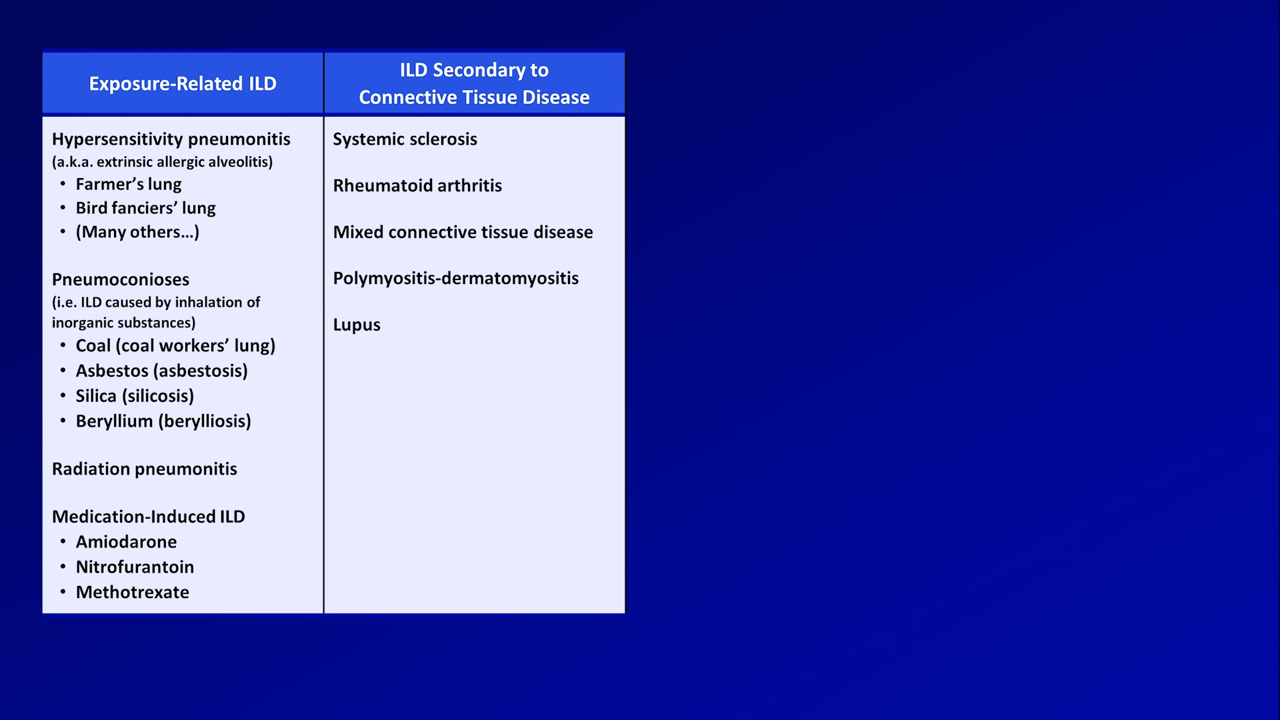 Exposure-Related ILD
Hypersensitivity pneumonitis
(a.k.a. extrinsic allergic alveolitis)
• Farmer’s lung
• Bird fanciers’ lung
• (Many others…)
Pneumoconioses
(i.e. ILD caused by inhalation of
inorganic substances)
• Coal (coal workers’ lung)
• Asbestos (asbestosis)
• Silica (silicosis)
• Beryllium (berylliosis)
Radiation pneumonitis
Medication-Induced ILD
• Amiodarone
• Nitrofurantoin
• Methotrexate
ILD Secondary to
Connective Tissue Disease
Systemic sclerosis
Rheumatoid arthritis
Mixed connective tissue disease
Polymyositis-dermatomyositis
Lupus